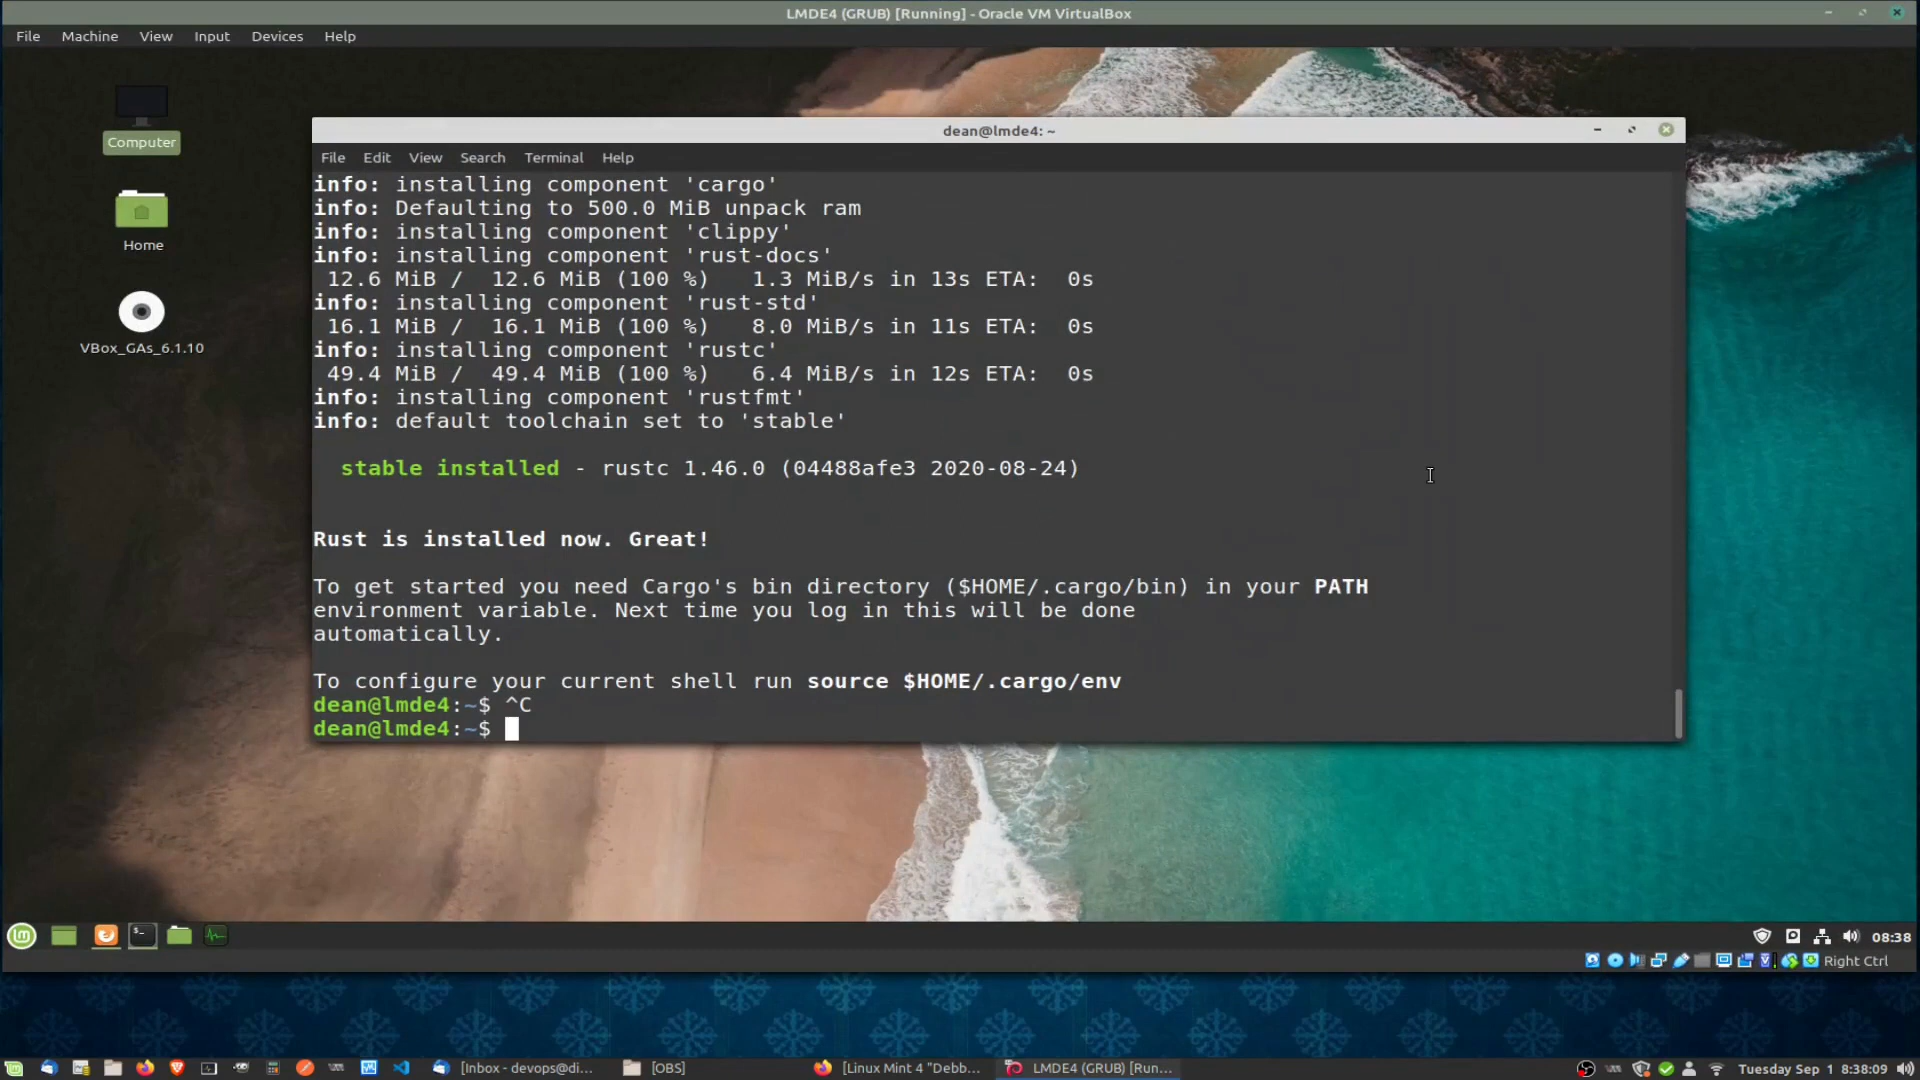 LMDE4 (GRUB) [Running] - Oracle VM VirtualBox
File Machine View Input Devices Help
Computer
Home
VBox_GAs_6.1.10
dean@lmde4: ~
File Edit View Search Terminal Help
info: installing component 'cargo'
info: Defaulting to 500.0 MiB unpack ram
info: installing component 'clippy'
info: installing component 'rust-docs'
12.6 MiB / 12.6 MiB (100 %) 1.3 MiB/s in 13s ETA: 0s
info: installing component 'rust-std'
16.1 MiB / 16.1 MiB (100 %) 8.0 MiB/s in 11s ETA: 0s
info: installing component 'rustc'
49.4 MiB / 49.4 MiB (100 %) 6.4 MiB/s in 12s ETA: 0s
info: installing component 'rustfmt'
info: default toolchain set to 'stable'
stable installed - rustc 1.46.0 (04488afe3 2020-08-24)
Rust is installed now. Great!
To get started you need Cargo's bin directory ($HOME/.cargo/bin) in your PATH
environment variable. Next time you log in this will be done
automatically.
To configure your current shell run source $HOME/.cargo/env
dean@lmde4:~$ ^C
dean@lmde4:~$
08:38
Right Ctrl
[Inbox - devops@di...
[OBS]
[Linux Mint 4 "Debb...
LMDE4 (GRUB) [Run...
Tuesday Sep 1 8:38:09